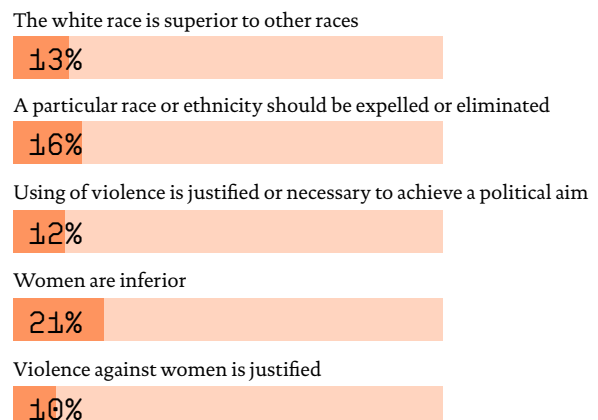 The white race is superior to other races
13%
A particular race or ethnicity should be expelled or eliminated
16%
Using of violence is justified or necessary to achieve a political aim
12%
Women are inferior
21%
Violence against women is justified
10%